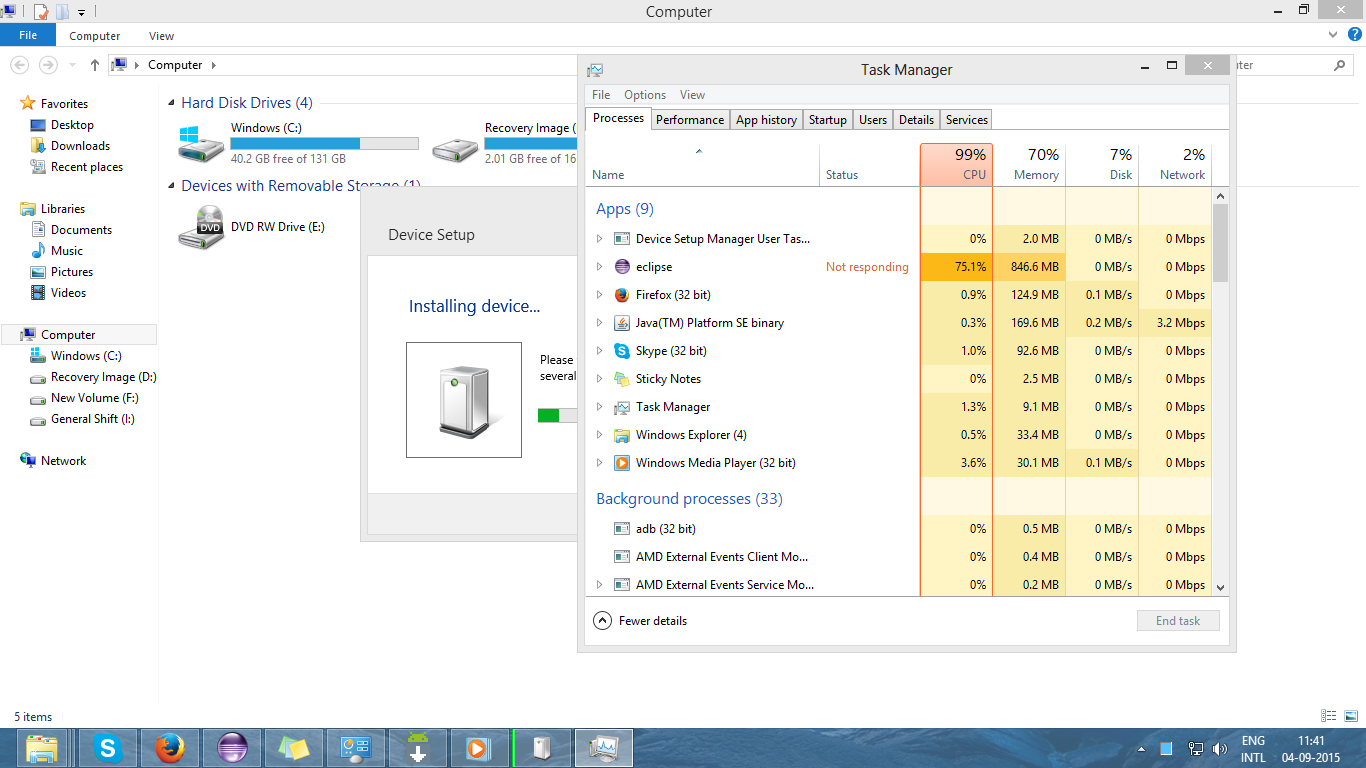 Computer
File Computer View
Computer
ter
Favorites
Desktop
Downloads
Recent places
Libraries
Documents
Music
Pictures
Videos
Computer
Windows (C:)
Recovery Image (D:)
New Volume (F:)
General Shift (I:)
Network
Hard Disk Drives (4)
Windows (C:)
40.2 GB free of 131 GB
Recovery Image (
2.01 GB free of 16
Devices with Removable Storage (1)
DVD
DVD RW Drive (E:)
Device Setup
Installing device...
Please
several
Task Manager
File Options View
Processes Performance App history Startup Users Details Services
99% 70% 7% 2%
Name Status CPU Memory Disk Network
Apps (9)
Device Setup Manager User Tas... 0% 2.0 MB 0 MB/s 0 Mbps
eclipse Not responding 75.1% 846.6 MB 0 MB/s 0 Mbps
Firefox (32 bit) 0.9% 124.9 MB 0.1 MB/s 0 Mbps
Java(TM) Platform SE binary 0.3% 169.6 MB 0.2 MB/s 3.2 Mbps
Skype (32 bit) 1.0% 92.6 MB 0 MB/s 0 Mbps
Sticky Notes 0% 2.5 MB 0 MB/s 0 Mbps
Task Manager 1.3% 9.1 MB 0 MB/s 0 Mbps
Windows Explorer (4) 0.5% 33.4 MB 0 MB/s 0 Mbps
Windows Media Player (32 bit) 3.6% 30.1 MB 0.1 MB/s 0 Mbps
Background processes (33)
adb (32 bit) 0% 0.5 MB 0 MB/s 0 Mbps
AMD External Events Client Mo... 0% 0.4 MB 0 MB/s 0 Mbps
AMD External Events Service Mo... 0% 0.2 MB 0 MB/s 0 Mbps
Fewer details End task
5 items
ENG 11:41
INTL 04-09-2015